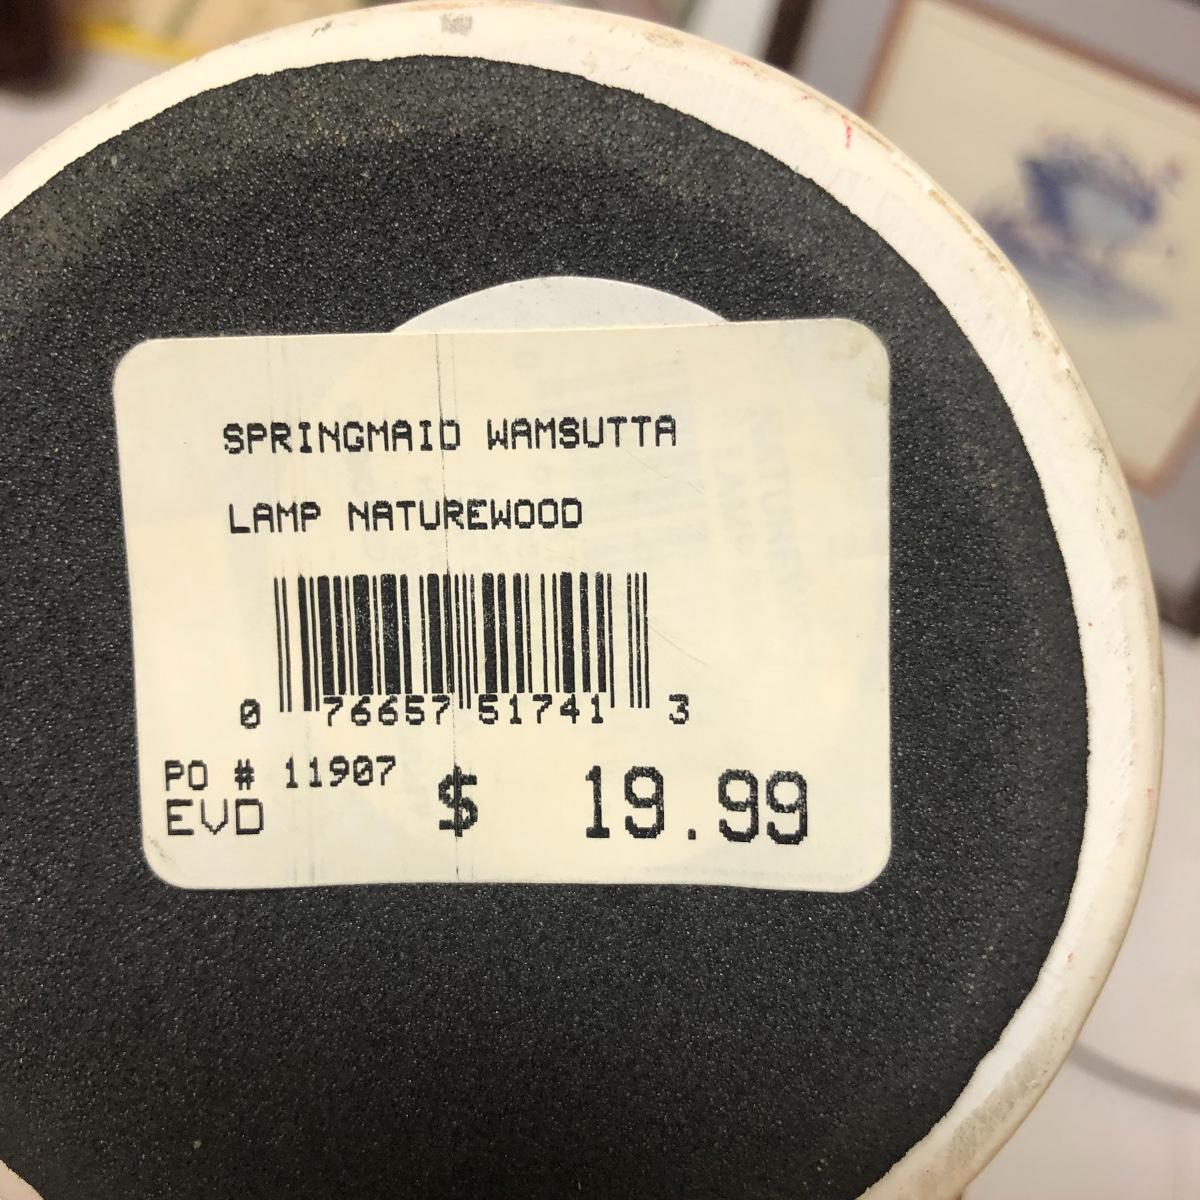 SPRINGMAID WAMSUTTA
LAMP NATUREWOOD
0 76657 51741 3
PO # 11907
EVD $ 19.99